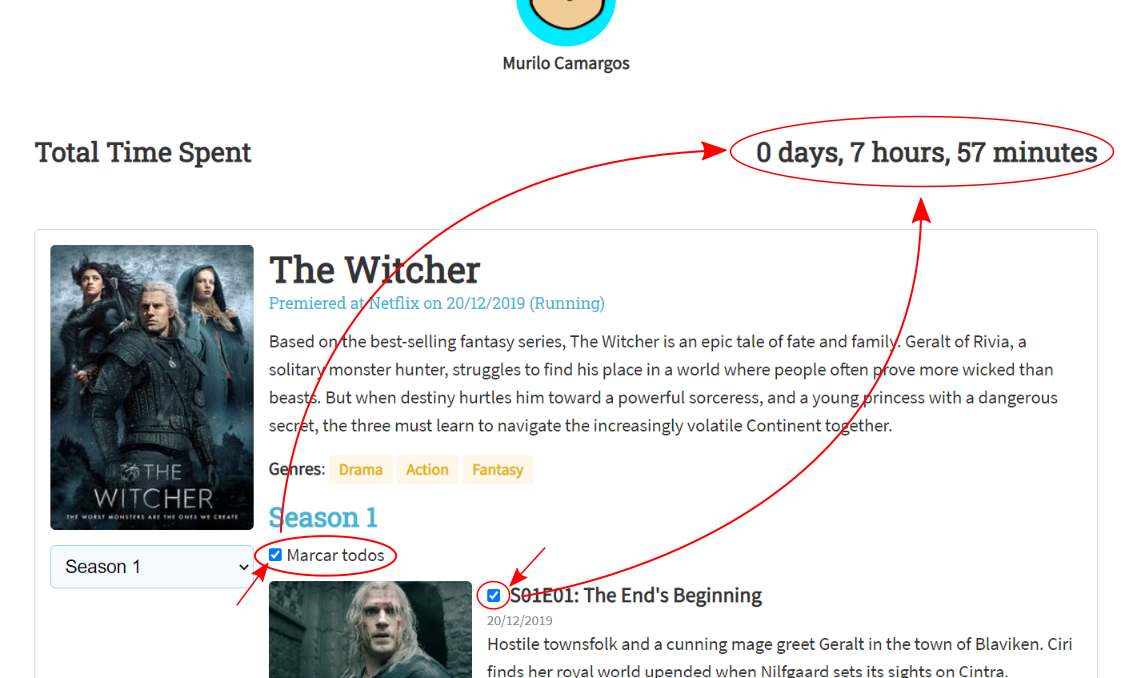 Murilo Camargos
Total Time Spent
0 days, 7 hours, 57 minutes
THE
WITCHER
THE WORST MONSTERS ARE THE ONES WE CREATE
Season 1
The Witcher
Premiered at Netflix on 20/12/2019 (Running)
Based on the best-selling fantasy series, The Witcher is an epic tale of fate and family. Geralt of Rivia, a
solitary monster hunter, struggles to find his place in a world where people often prove more wicked than
beasts. But when destiny hurtles him toward a powerful sorceress, and a young princess with a dangerous
secret, the three must learn to navigate the increasingly volatile Continent together.
Genres: Drama Action Fantasy
Season 1
Marcar todos
S01E01: The End's Beginning
20/12/2019
Hostile townsfolk and a cunning mage greet Geralt in the town of Blaviken. Ciri
finds her royal world upended when Nilfgaard sets its sights on Cintra.